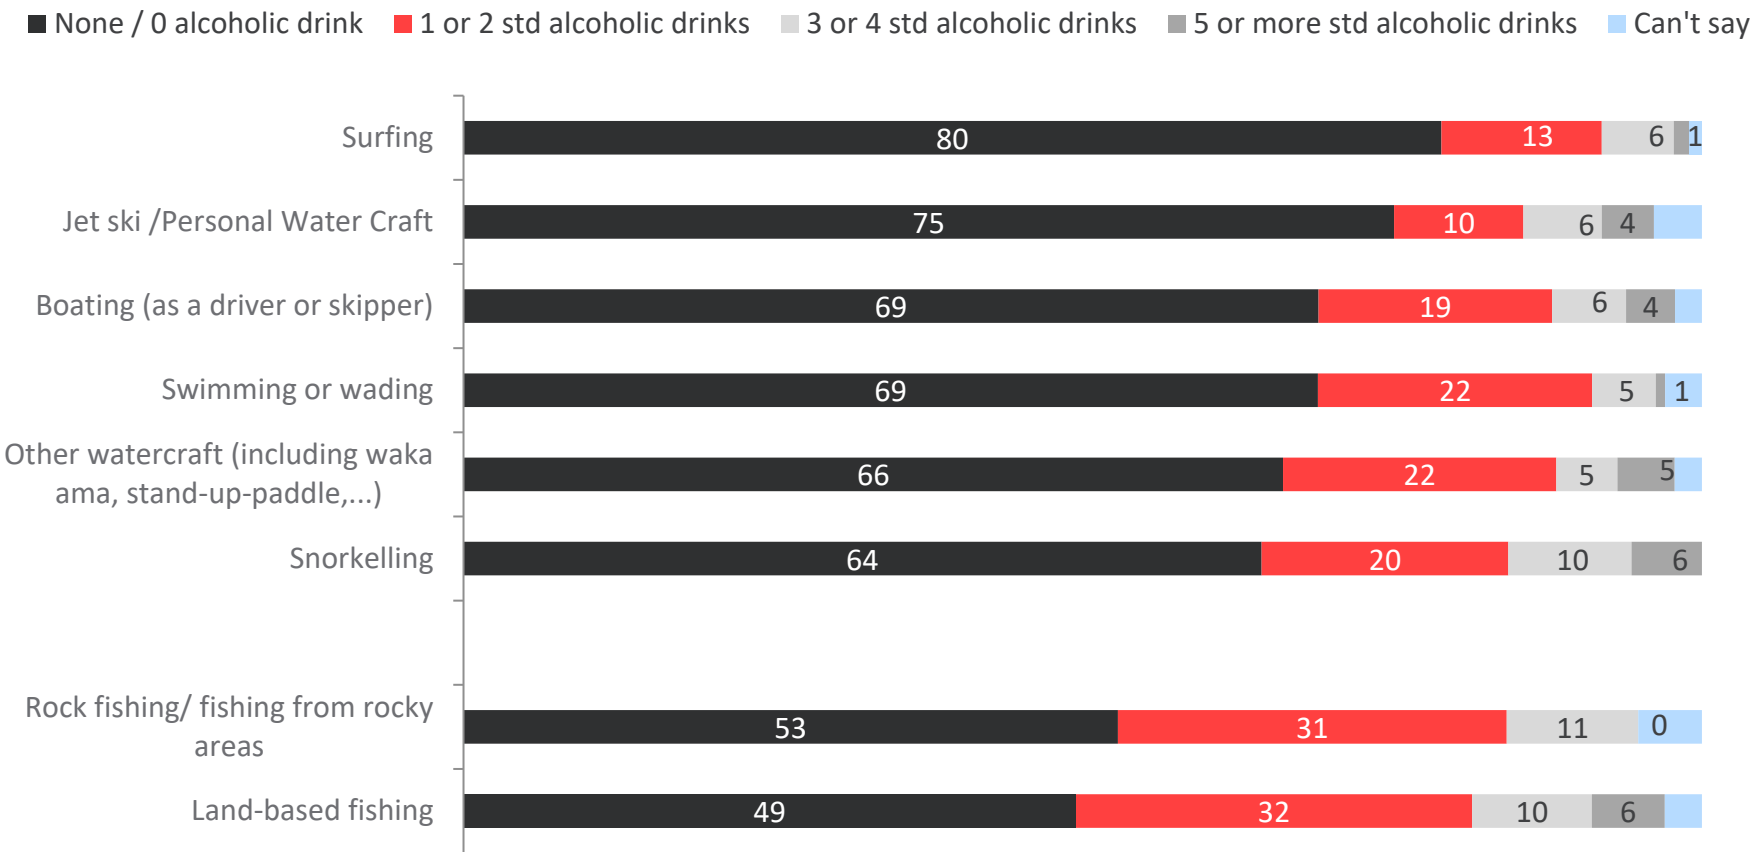 None / 0 alcoholic drink 1 or 2 std alcoholic drinks 3 or 4 std alcoholic drinks 5 or more std alcoholic drinks Can't say
Surfing 80 13 6 1
Jet ski /Personal Water Craft 75 10 6 4
Boating (as a driver or skipper) 69 19 6 4
Swimming or wading 69 22 5 1
Other watercraft (including waka
ama, stand-up-paddle,...) 66 22 5 5
Snorkelling 64 20 10 6
Rock fishing/ fishing from rocky
areas 53 31 11 0
Land-based fishing 49 32 10 6